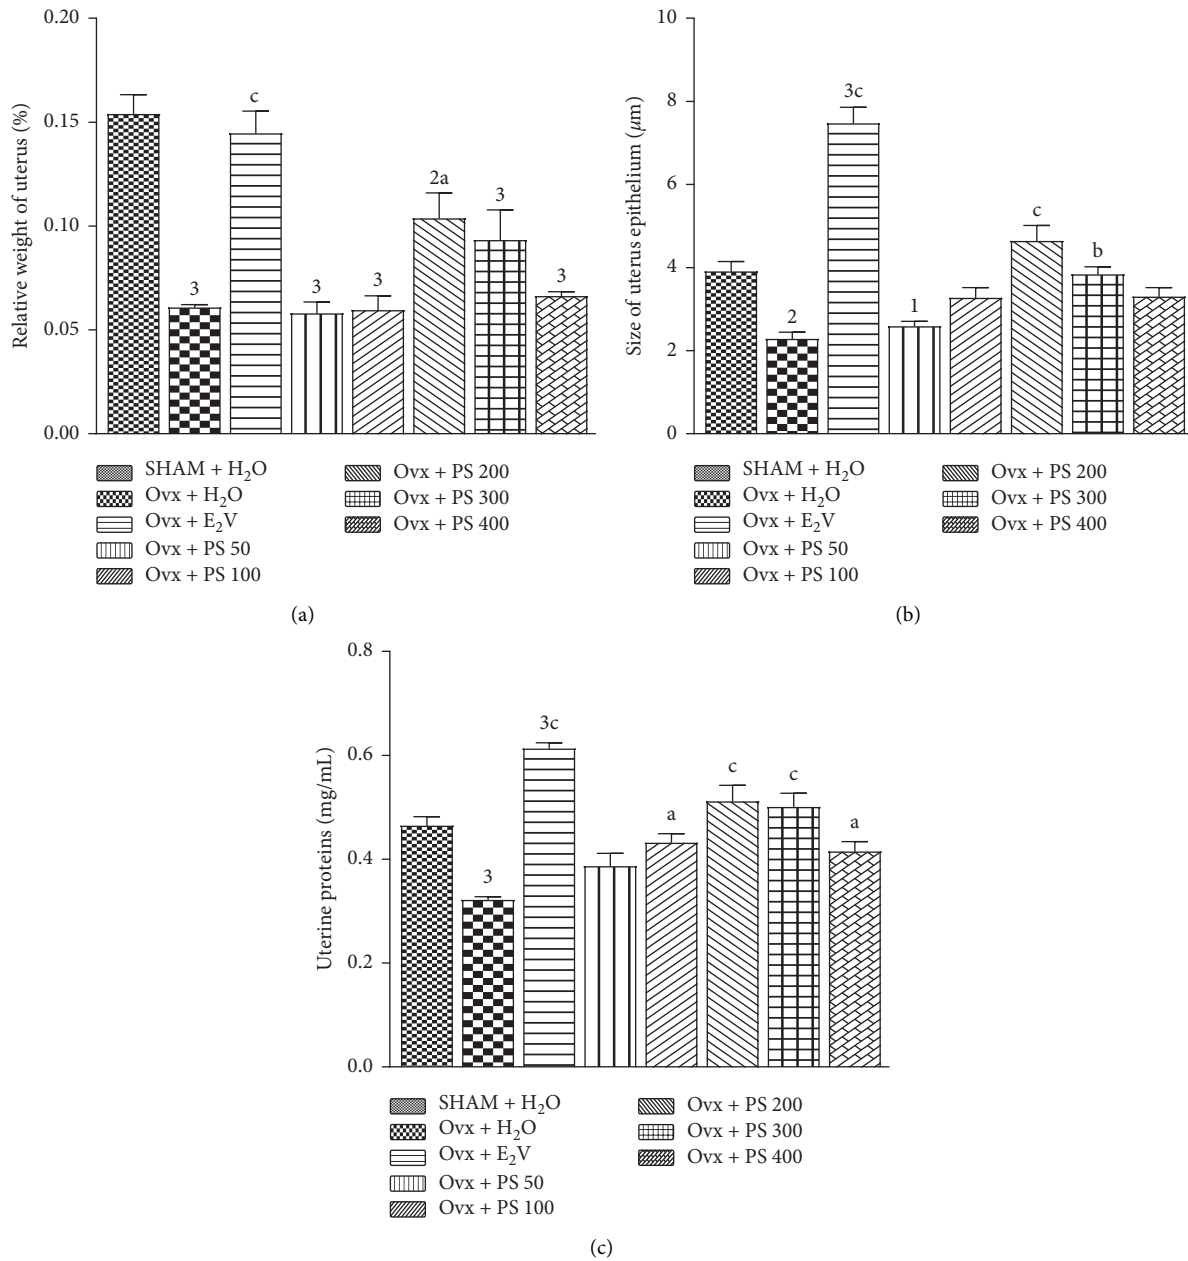 0.20
0.15
0.10
0.05
0.00
Relative weight of uterus (%)
3
c
3
3
2a
3
3
SHAM + H₂O
Ovx + H₂O
Ovx + E₂V
Ovx + PS 50
Ovx + PS 100
Ovx + PS 200
Ovx + PS 300
Ovx + PS 400
(a)
10
8
6
4
2
0
Size of uterus epithelium (μm)
2
3c
1
c
b
SHAM + H₂O
Ovx + H₂O
Ovx + E₂V
Ovx + PS 50
Ovx + PS 100
Ovx + PS 200
Ovx + PS 300
Ovx + PS 400
(b)
0.8
0.6
0.4
0.2
0.0
Uterine proteins (mg/mL)
3
3c
a
c
c
a
SHAM + H₂O
Ovx + H₂O
Ovx + E₂V
Ovx + PS 50
Ovx + PS 100
Ovx + PS 200
Ovx + PS 300
Ovx + PS 400
(c)